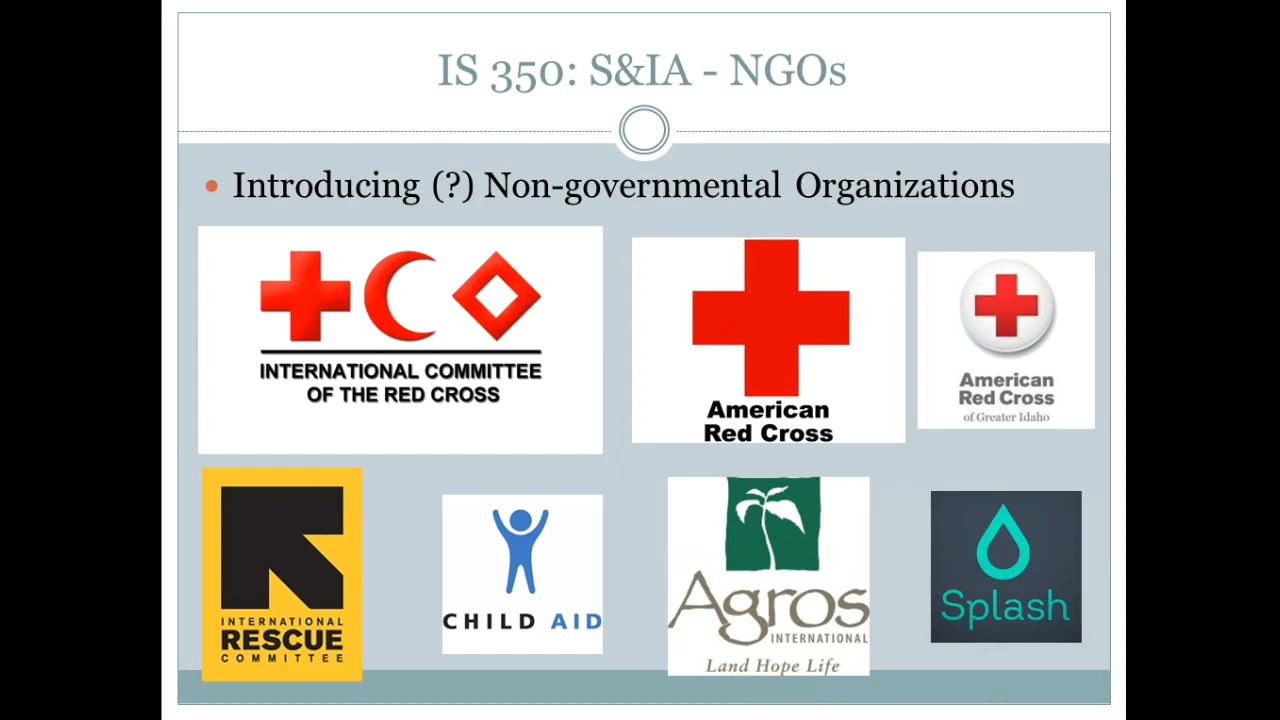 IS 350: S&IA - NGOs
• Introducing (?) Non-governmental Organizations
INTERNATIONAL COMMITTEE
OF THE RED CROSS
American
Red Cross
American
Red Cross
of Greater Idaho
INTERNATIONAL
RESCUE
COMMITTEE
CHILD AID
Agros
INTERNATIONAL
Land Hope Life
Splash